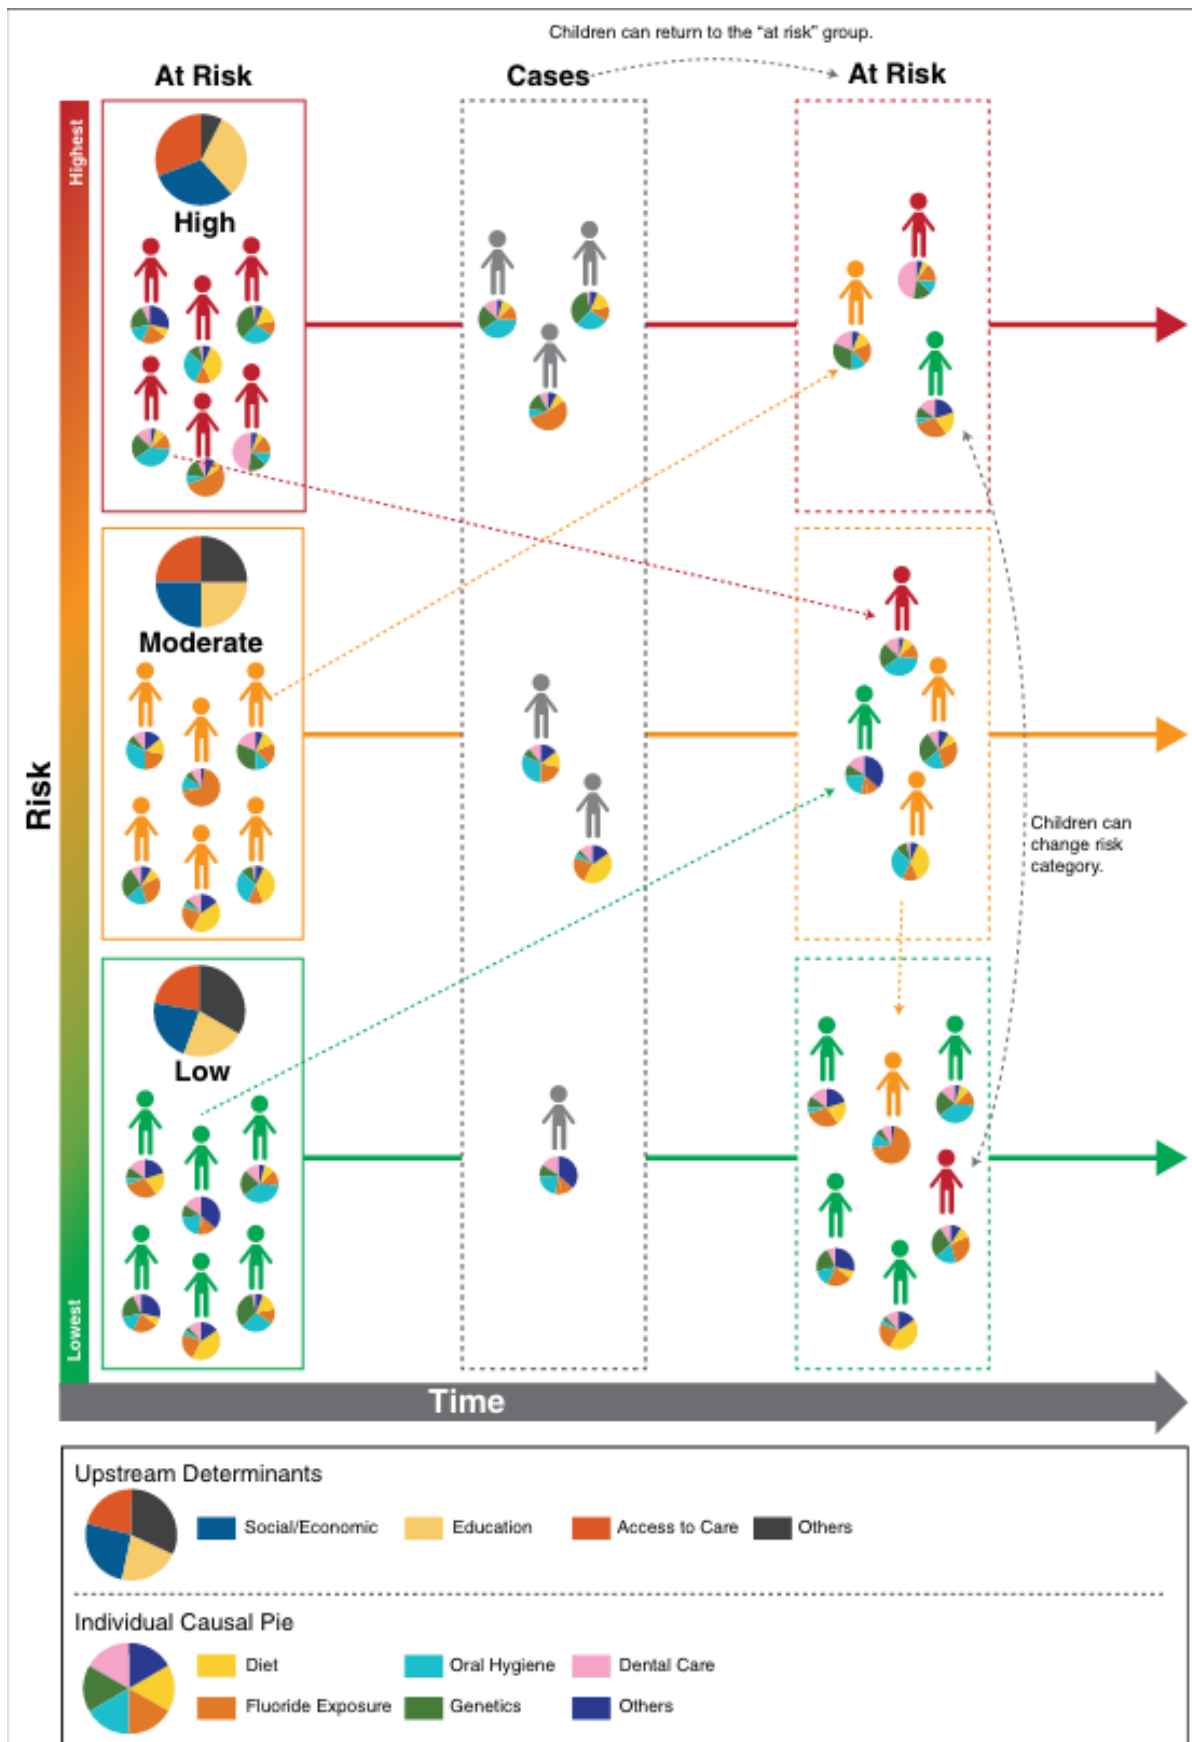 Children can return to the "at risk" group.
At Risk
Cases
At Risk
Highest
High
Moderate
Risk
Children can
change risk
category.
Low
Lowest
Time
Upstream Determinants
Social/Economic
Education
Access to Care
Others
Individual Causal Pie
Diet
Oral Hygiene
Dental Care
Fluoride Exposure
Genetics
Others